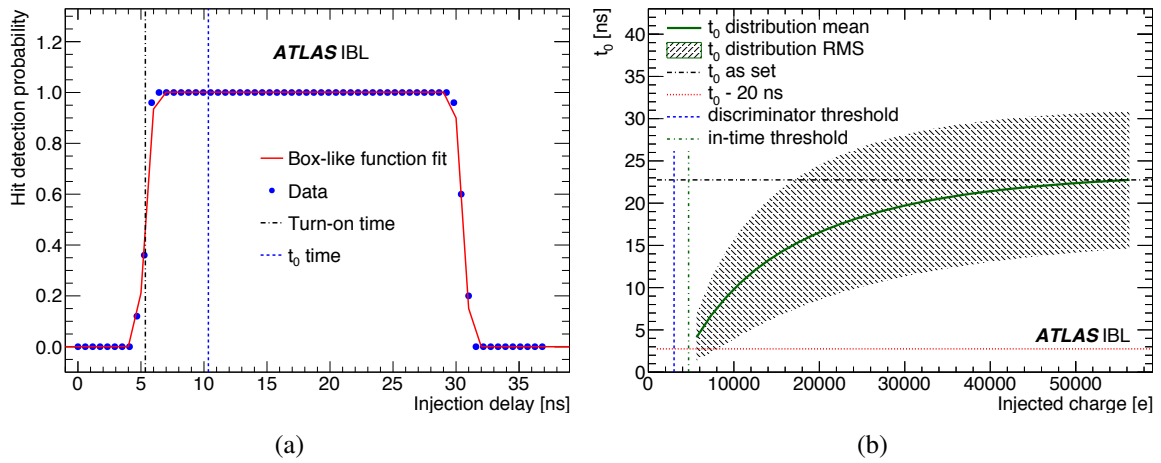 Hit detection probability
1.2
1.0
0.8
0.6
0.4
0.2
0.0
ATLAS IBL
Box-like function fit
Data
Turn-on time
t₀ time
0 5 10 15 20 25 30 35
Injection delay [ns]
(a)
t₀ [ns]
40
35
30
25
20
15
10
5
0
t₀ distribution mean
t₀ distribution RMS
t₀ as set
t₀ - 20 ns
discriminator threshold
in-time threshold
ATLAS IBL
0 10000 20000 30000 40000 50000
Injected charge [e]
(b)